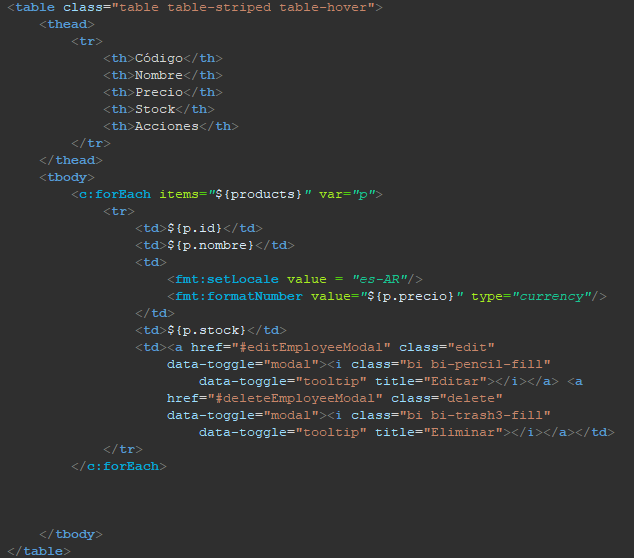 <table class="table table-striped table-hover">
    <thead>
        <tr>
            <th>Código</th>
            <th>Nombre</th>
            <th>Precio</th>
            <th>Stock</th>
            <th>Acciones</th>
        </tr>
    </thead>
    <tbody>
        <c:forEach items="${products}" var="p">
            <tr>
                <td>${p.id}</td>
                <td>${p.nombre}</td>
                <td>
                    <fmt:setLocale value = "es-AR"/>
                    <fmt:formatNumber value="${p.precio}" type="currency"/>
                </td>
                <td>${p.stock}</td>
                <td><a href="#editEmployeeModal" class="edit"
                    data-toggle="modal"><i class="bi bi-pencil-fill"
                        data-toggle="tooltip" title="Editar"></i></a> <a
                    href="#deleteEmployeeModal" class="delete"
                    data-toggle="modal"><i class="bi bi-trash3-fill"
                        data-toggle="tooltip" title="Eliminar"></i></a></td>
            </tr>
        </c:forEach>
    </tbody>
</table>